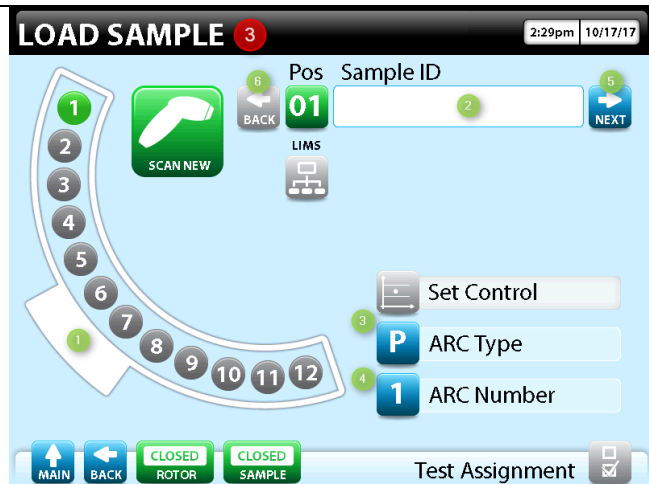 LOAD SAMPLE 3
2:29pm 10/17/17
6 Pos Sample ID 5
1 BACK 01 2 NEXT
2 SCAN NEW LIMS
3
4
5
6 Set Control
7 3
1 8 P ARC Type
9 10 11 12 4
1 ARC Number
MAIN BACK CLOSED ROTOR CLOSED SAMPLE Test Assignment